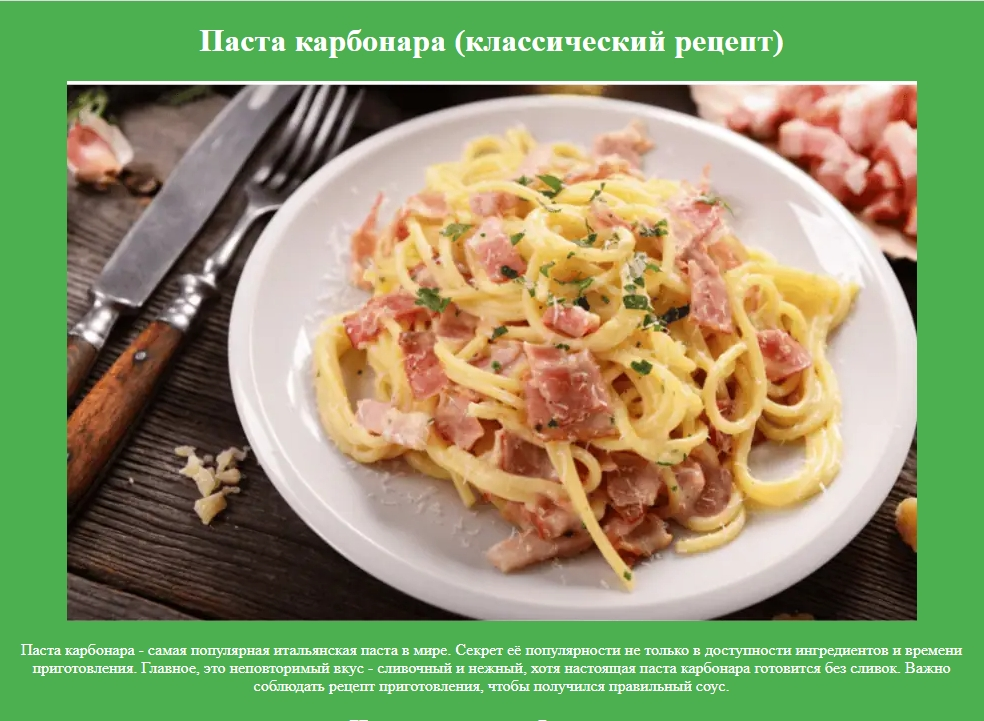 Паста карбонара (классический рецепт)
Паста карбонара - самая популярная итальянская паста в мире. Секрет её популярности не только в доступности ингредиентов и времени
приготовления. Главное, это неповторимый вкус - сливочный и нежный, хотя настоящая паста карбонара готовится без сливок. Важно
соблюдать рецепт приготовления, чтобы получился правильный соус.